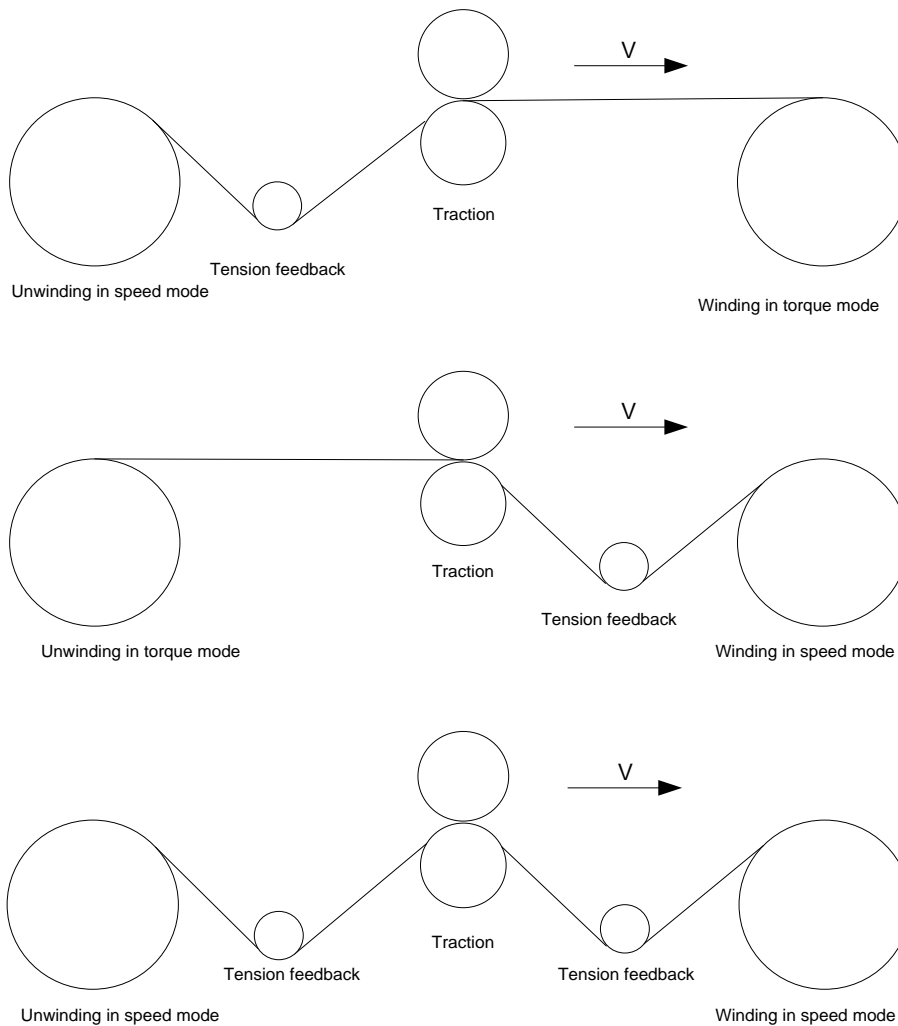 V
Traction
Tension feedback
Unwinding in speed mode
Winding in torque mode
V
Traction
Tension feedback
Unwinding in torque mode
Winding in speed mode
V
Traction
Tension feedback
Tension feedback
Unwinding in speed mode
Winding in speed mode